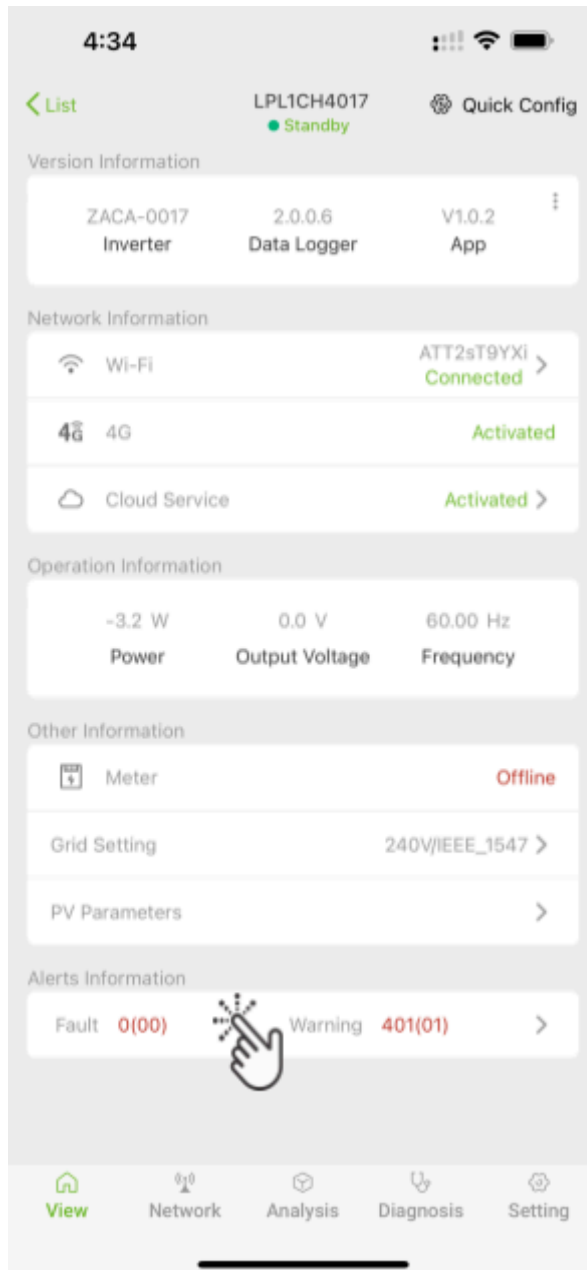 4:34
List
LPL1CH4017
Quick Config
Standby
Version Information
ZACA-0017 2.0.0.6 V1.0.2
Inverter Data Logger App
Network Information
Wi-Fi ATT2sT9YXi
Connected
4G 4G Activated
Cloud Service Activated
Operation Information
-3.2 W 0.0 V 60.00 Hz
Power Output Voltage Frequency
Other Information
Meter Offline
Grid Setting 240V/IEEE_1547
PV Parameters
Alerts Information
Fault 0(00) Warning 401(01)
View Network Analysis Diagnosis Setting